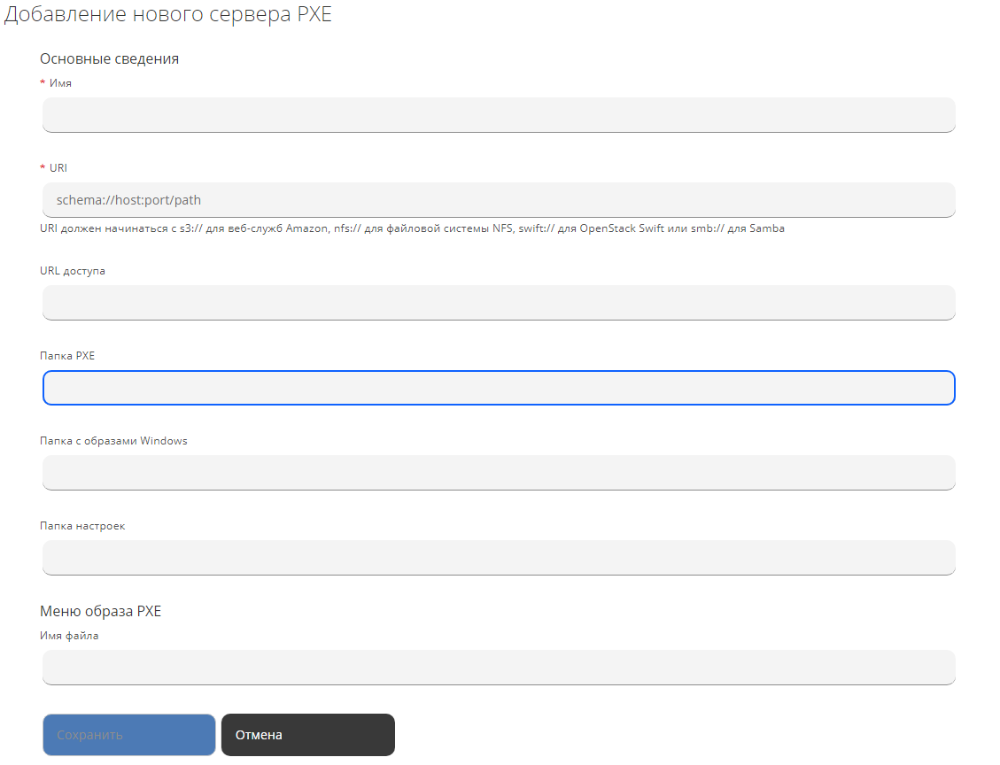 Добавление нового сервера PXE
Основные сведения
* Имя
* URI
schema://host:port/path
URI должен начинаться с s3:// для веб-служб Amazon, nfs:// для файловой системы NFS, swift:// для OpenStack Swift или smb:// для Samba
URL доступа
Папка PXE
Папка с образами Windows
Папка настроек
Меню образа PXE
Имя файла
Сохранить
Отмена